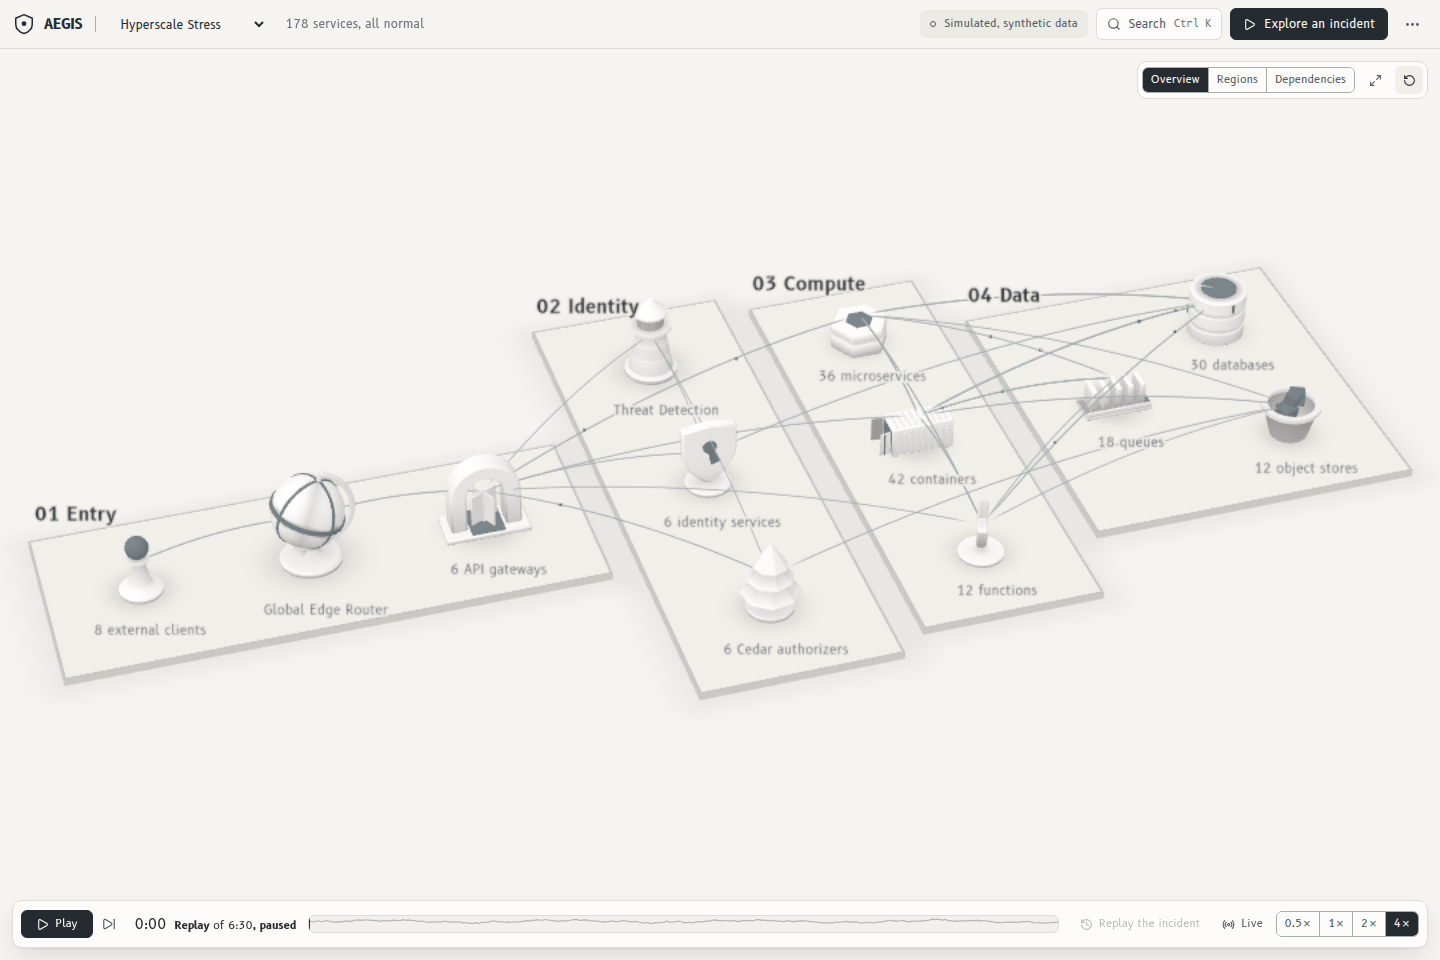 AEGIS
Hyperscale Stress
178 services, all normal
Simulated, synthetic data
Search Ctrl K
Explore an incident
Overview
Regions
Dependencies
03 Compute
04 Data
02 Identity
30 databases
36 microservices
Threat Detection
18 queues
12 object stores
42 containers
01 Entry
6 identity services
6 API gateways
12 functions
Global Edge Router
8 external clients
6 Cedar authorizers
Play
0:00
Replay of 6:30, paused
Replay the incident
Live
0.5×
1×
2×
4×